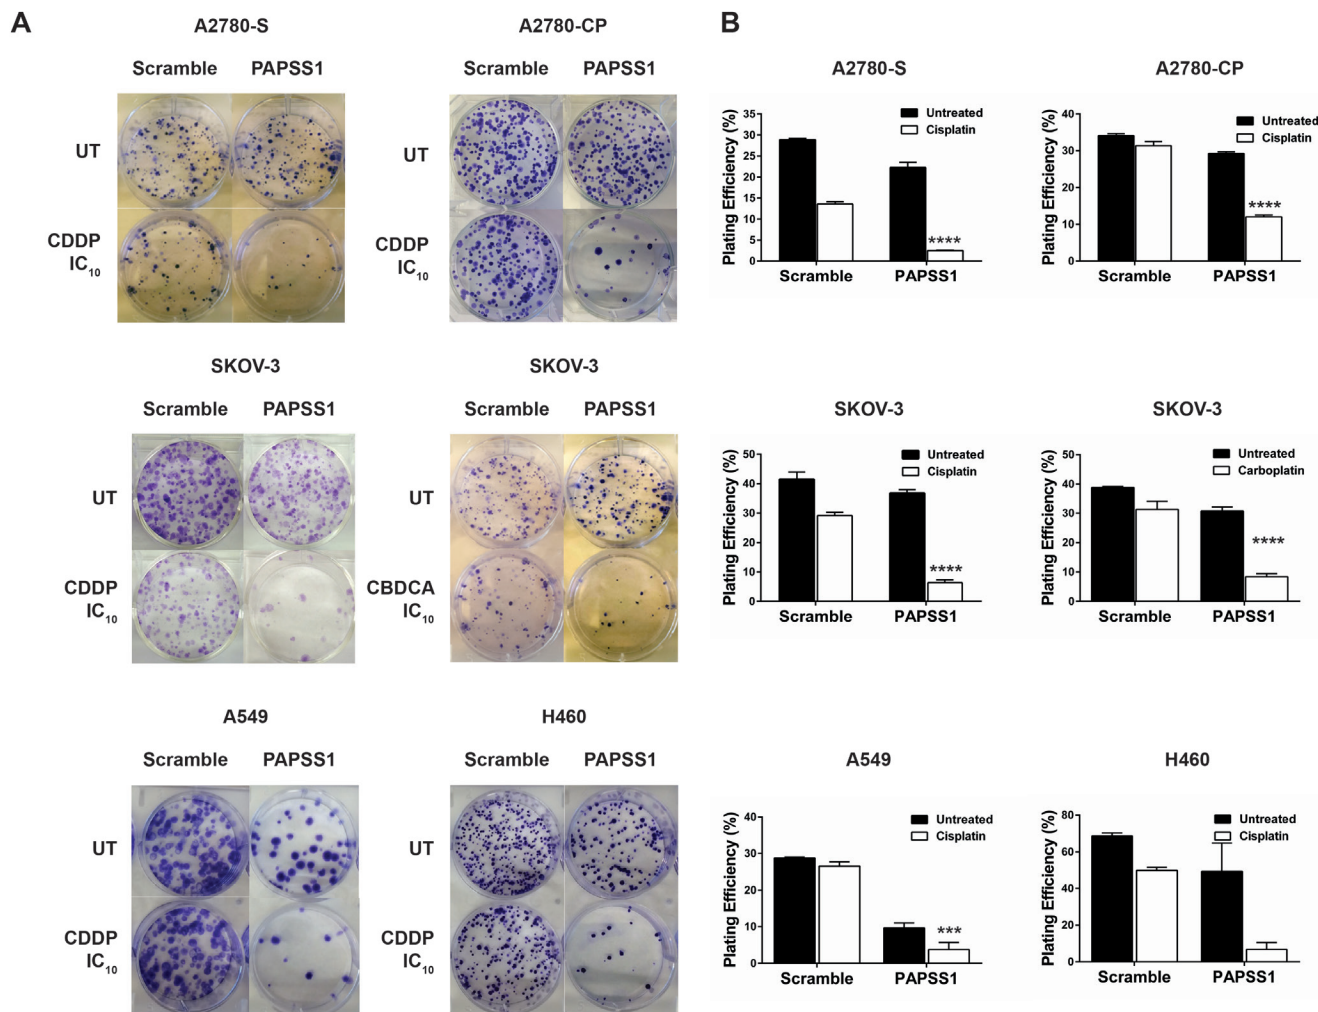 A
A2780-S
A2780-CP
Scramble PAPSS1
Scramble PAPSS1
UT
UT
CDDP
IC10
CDDP
IC10
SKOV-3
SKOV-3
Scramble PAPSS1
Scramble PAPSS1
UT
UT
CDDP
IC10
CBDCA
IC10
A549
H460
Scramble PAPSS1
Scramble PAPSS1
UT
UT
CDDP
IC10
CDDP
IC10
B
A2780-S
Plating Efficiency (%)
35
30
25
20
15
10
5
0
Untreated
Cisplatin
****
Scramble PAPSS1
A2780-CP
Plating Efficiency (%)
40
30
20
10
0
Untreated
Cisplatin
****
Scramble PAPSS1
SKOV-3
Plating Efficiency (%)
50
40
30
20
10
0
Untreated
Cisplatin
****
Scramble PAPSS1
SKOV-3
Plating Efficiency (%)
50
40
30
20
10
0
Untreated
Carboplatin
****
Scramble PAPSS1
A549
Plating Efficiency (%)
40
30
20
10
0
Untreated
Cisplatin
***
Scramble PAPSS1
H460
Plating Efficiency (%)
80
60
40
20
0
Untreated
Cisplatin
Scramble PAPSS1